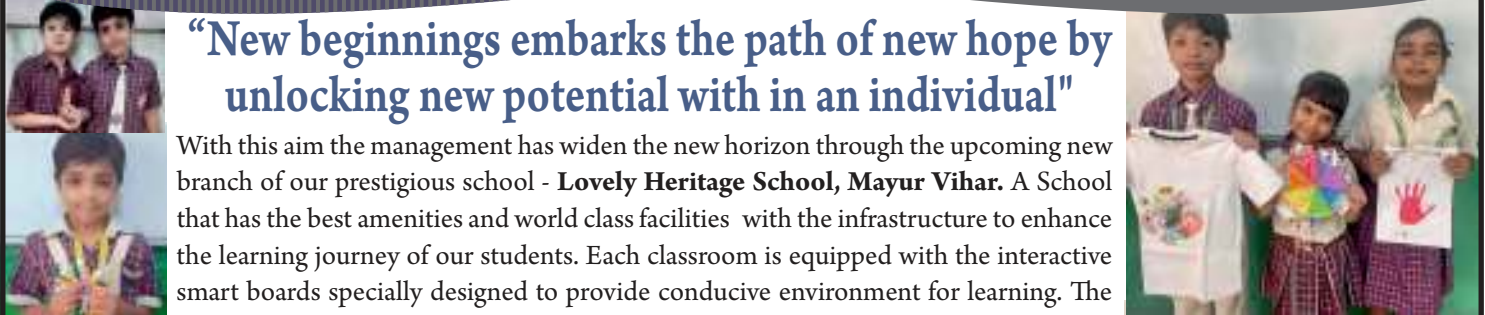 “New beginnings embarks the path of new hope by
unlocking new potential with in an individual"
With this aim the management has widen the new horizon through the upcoming new
branch of our prestigious school - Lovely Heritage School, Mayur Vihar. A School
that has the best amenities and world class facilities with the infrastructure to enhance
the learning journey of our students. Each classroom is equipped with the interactive
smart boards specially designed to provide conducive environment for learning. The